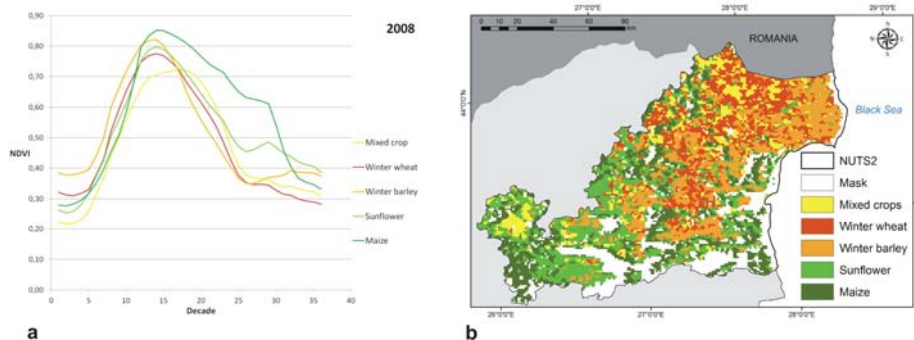 2008
0,90
0,80
0,70
0,60
0,50
0,40
0,30
0,20
0,10
0,00
NDVI
0 5 10 15 20 25 30 35 40
Decade
Mixed crop
Winter wheat
Winter barley
Sunflower
Maize
a
27°0'0"E 28°0'0"E 29°0'0"E
0 10 20 40 60 80
ROMANIA
44°0'0"N
Black Sea
NUTS2
Mask
Mixed crops
Winter wheat
Winter barley
Sunflower
Maize
26°0'0"E 27°0'0"E 28°0'0"E
b